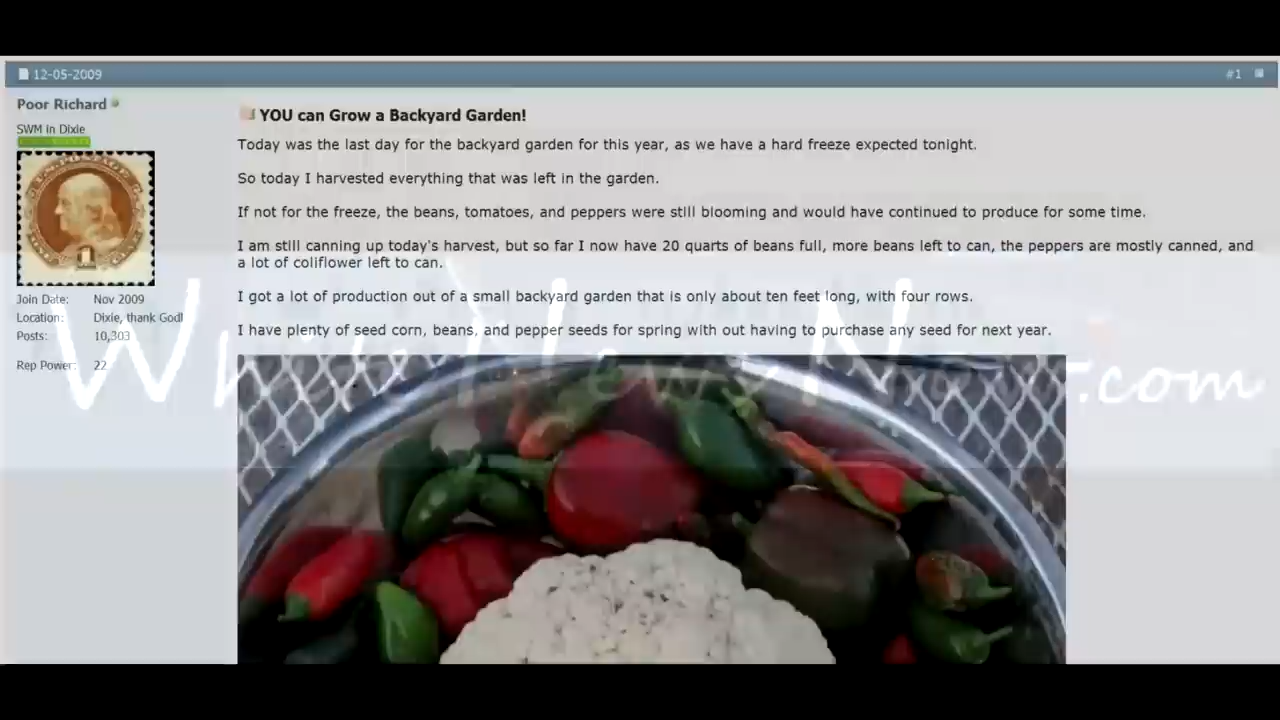 12-05-2009 #1
Poor Richard
SWM in Dixie
U.S. POSTAGE
1
Join Date: Nov 2009
Location: Dixie, thank God!
Posts: 10,303
Rep Power: 22
YOU can Grow a Backyard Garden!
Today was the last day for the backyard garden for this year, as we have a hard freeze expected tonight.
So today I harvested everything that was left in the garden.
If not for the freeze, the beans, tomatoes, and peppers were still blooming and would have continued to produce for some time.
I am still canning up today's harvest, but so far I now have 20 quarts of beans full, more beans left to can, the peppers are mostly canned, and
a lot of coliflower left to can.
I got a lot of production out of a small backyard garden that is only about ten feet long, with four rows.
I have plenty of seed corn, beans, and pepper seeds for spring with out having to purchase any seed for next year.
WhiteNewsNow.com